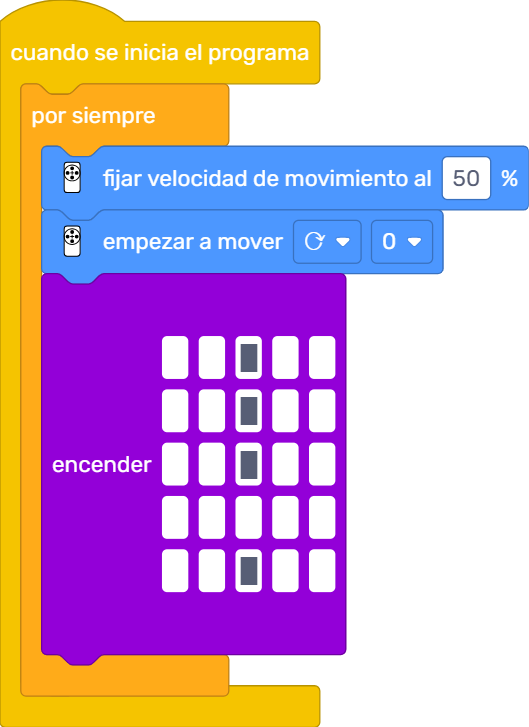 cuando se inicia el programa
por siempre
fijar velocidad de movimiento al 50 %
empezar a mover 0
encender